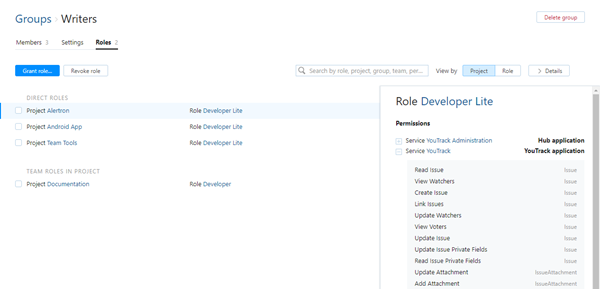 Groups › Writers
Delete group
Members 3 Settings Roles 2
Grant role... Revoke role
Search by role, project, group, team, per...
View by Project Role
Details
DIRECT ROLES
Project Alertron Role Developer Lite
Project Android App Role Developer Lite
Project Team Tools Role Developer Lite
TEAM ROLES IN PROJECT
Project Documentation Role Developer
Role Developer Lite
Permissions
Service YouTrack Administration Hub application
Service YouTrack YouTrack application
Read Issue Issue
View Watchers Issue
Create Issue Issue
Link Issues Issue
Update Watchers Issue
View Voters Issue
Update Issue Issue
Update Issue Private Fields Issue
Read Issue Private Fields Issue
Update Attachment IssueAttachment
Add Attachment IssueAttachment